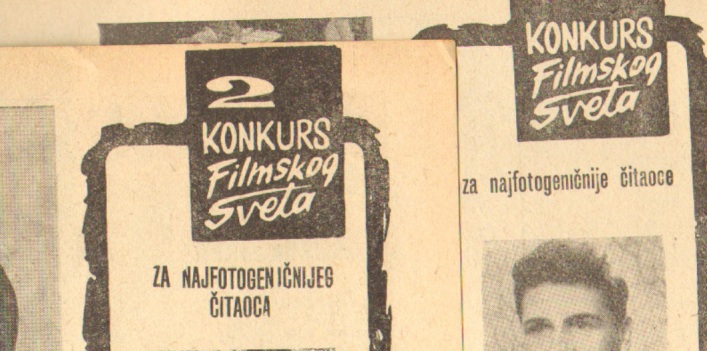 2
KONKURS
Filmskog
Sveta
ZA NAJFOTOGENIČNIJEG
ČITAOCA
KONKURS
Filmskog
Sveta
za najfotogeničnije čitaoce